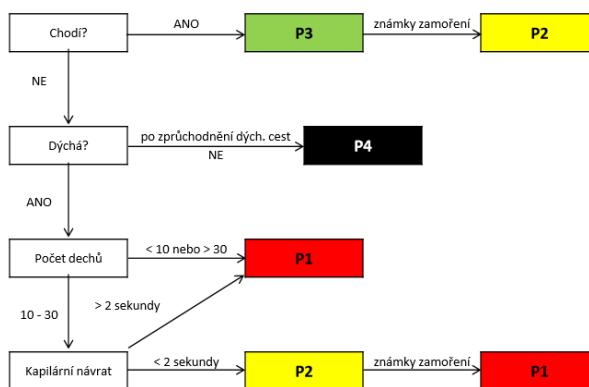 Chodí?
ANO
P3
známky zamoření
P2
NE
Dýchá?
po zprůchodnění dých. cest
NE
P4
ANO
Počet dechů
< 10 nebo > 30
P1
10 - 30
> 2 sekundy
Kapilární návrat
< 2 sekundy
P2
známky zamoření
P1